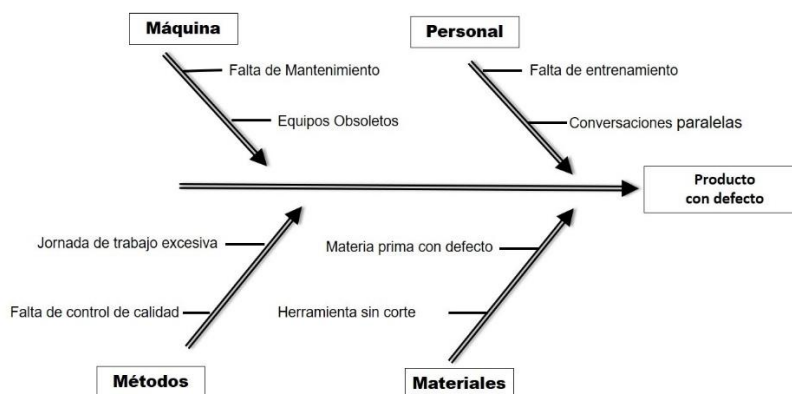 Máquina
Personal
Falta de Mantenimiento
Falta de entrenamiento
Equipos Obsoletos
Conversaciones paralelas
Producto
con defecto
Jornada de trabajo excesiva
Materia prima con defecto
Falta de control de calidad
Herramienta sin corte
Métodos
Materiales